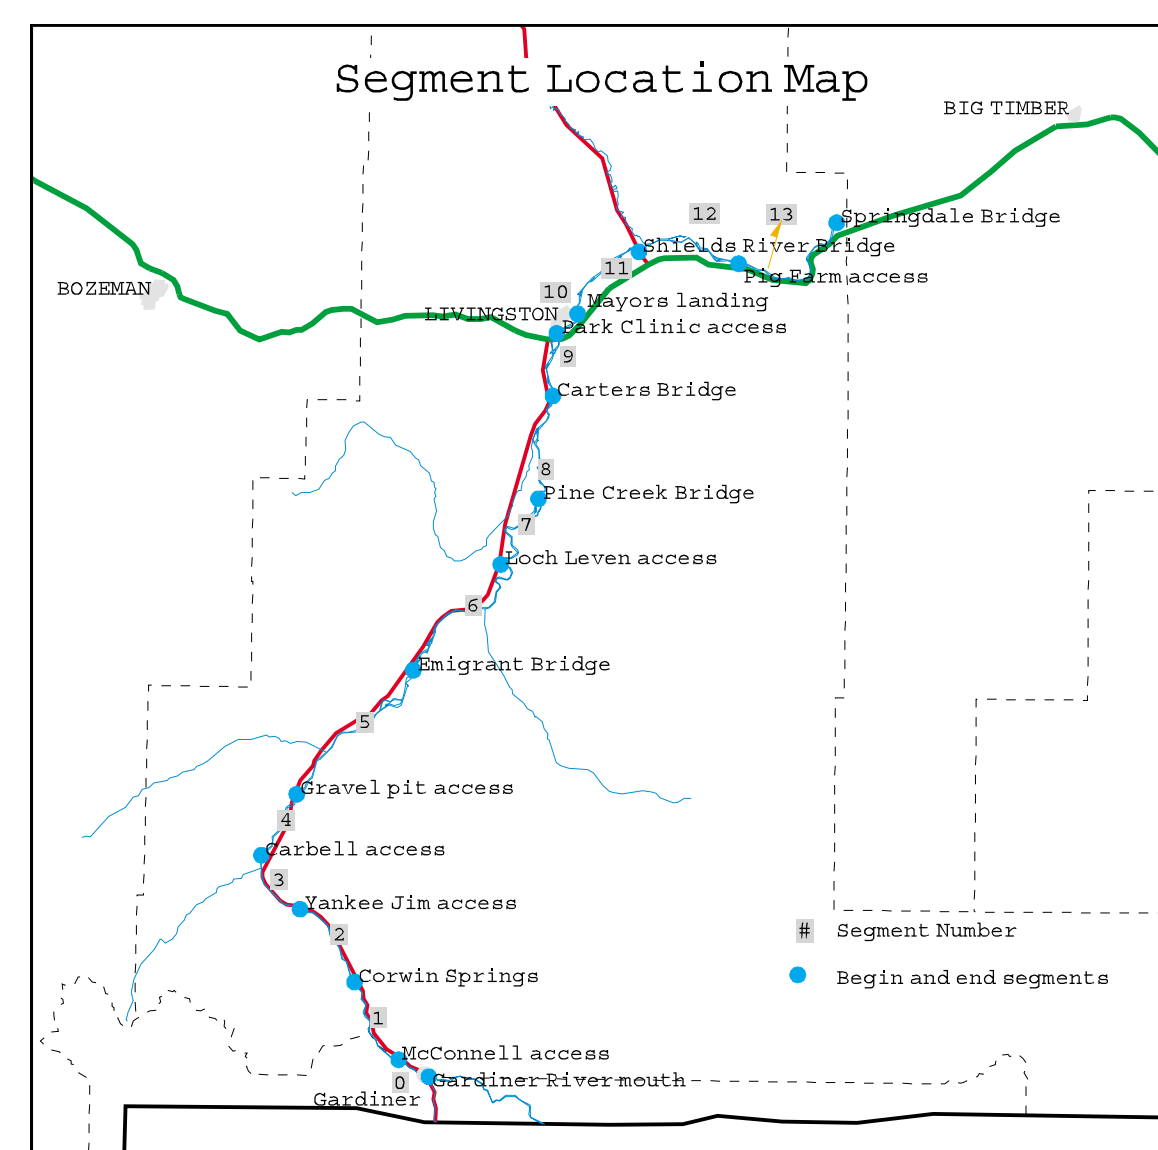 Segment Location Map
BIG TIMBER
12
13
Springdale Bridge
Shields River Bridge
11
Pig Farm access
BOZEMAN
10
Mayors landing
LIVINGSTON
Park Clinic access
9
Carters Bridge
8
Pine Creek Bridge
7
Loch Leven access
6
Emigrant Bridge
5
Gravel pit access
4
Carbell access
3
Yankee Jim access
2
# Segment Number
Corwin Springs
Begin and end segments
1
McConnell access
0
Gardiner River mouth
Gardiner